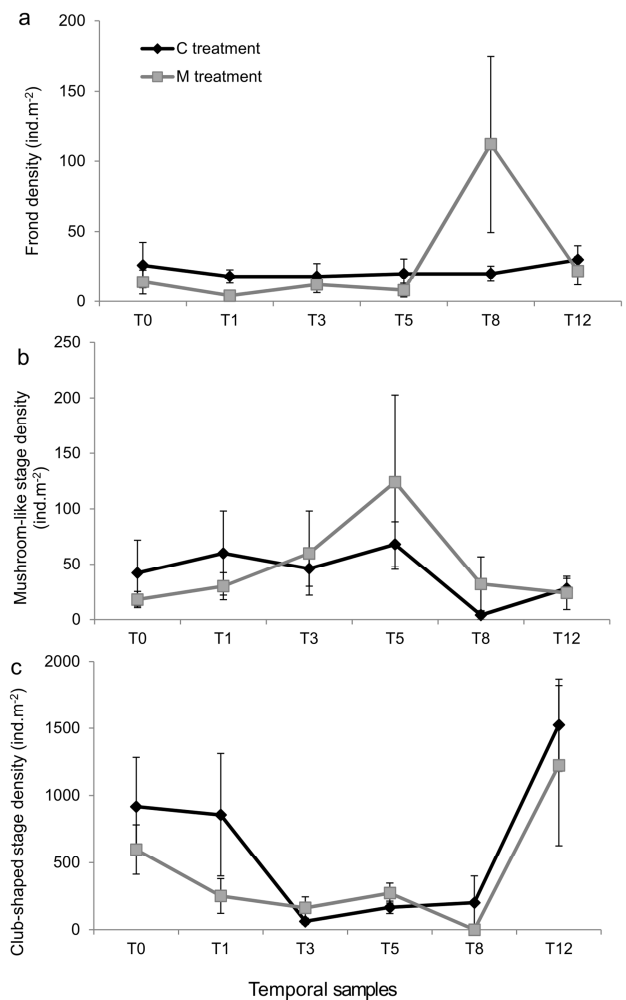 a
200
C treatment
M treatment
150
100
50
0
Frond density (ind.m-2)
T0 T1 T3 T5 T8 T12
b
250
200
150
100
50
0
Mushroom-like stage density
(ind.m-2)
T0 T1 T3 T5 T8 T12
c
2000
1500
1000
500
0
Club-shaped stage density (ind.m-2)
T0 T1 T3 T5 T8 T12
Temporal samples